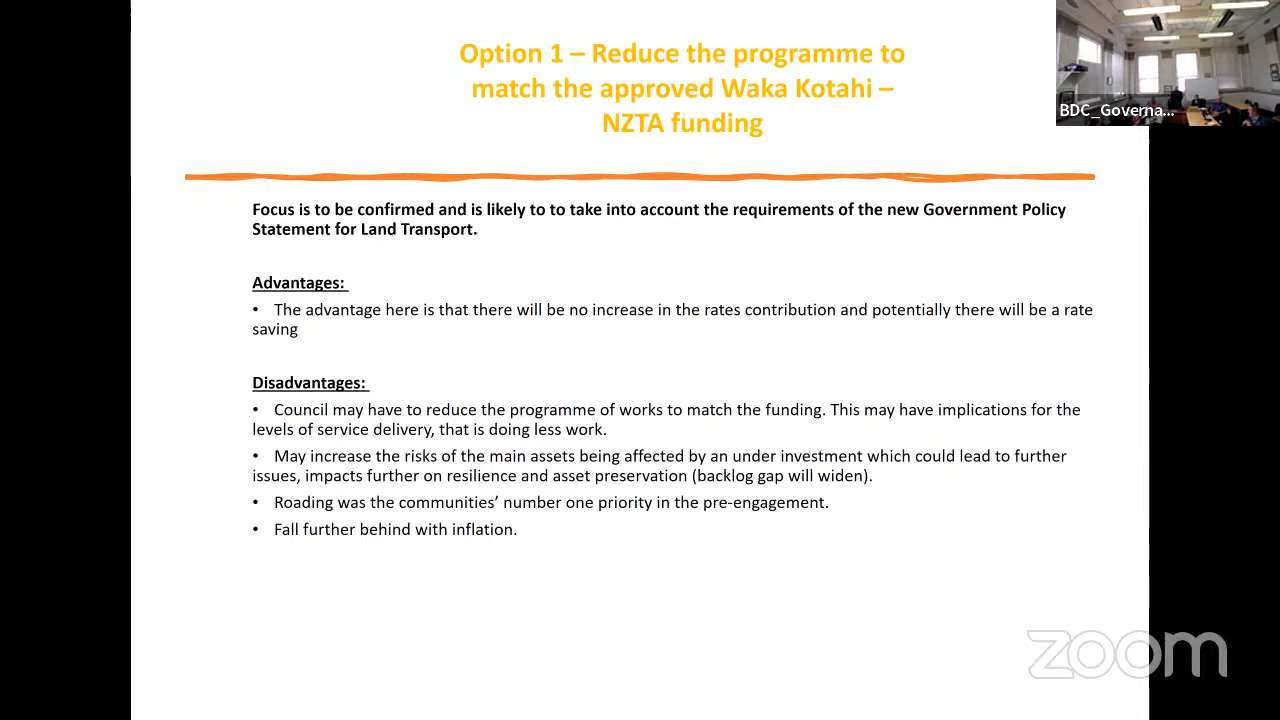 Option 1 – Reduce the programme to
match the approved Waka Kotahi –
NZTA funding
BDC_Governa...
Focus is to be confirmed and is likely to to take into account the requirements of the new Government Policy
Statement for Land Transport.
Advantages:
• The advantage here is that there will be no increase in the rates contribution and potentially there will be a rate
saving
Disadvantages:
• Council may have to reduce the programme of works to match the funding. This may have implications for the
levels of service delivery, that is doing less work.
• May increase the risks of the main assets being affected by an under investment which could lead to further
issues, impacts further on resilience and asset preservation (backlog gap will widen).
• Roading was the communities’ number one priority in the pre-engagement.
• Fall further behind with inflation.
zoom